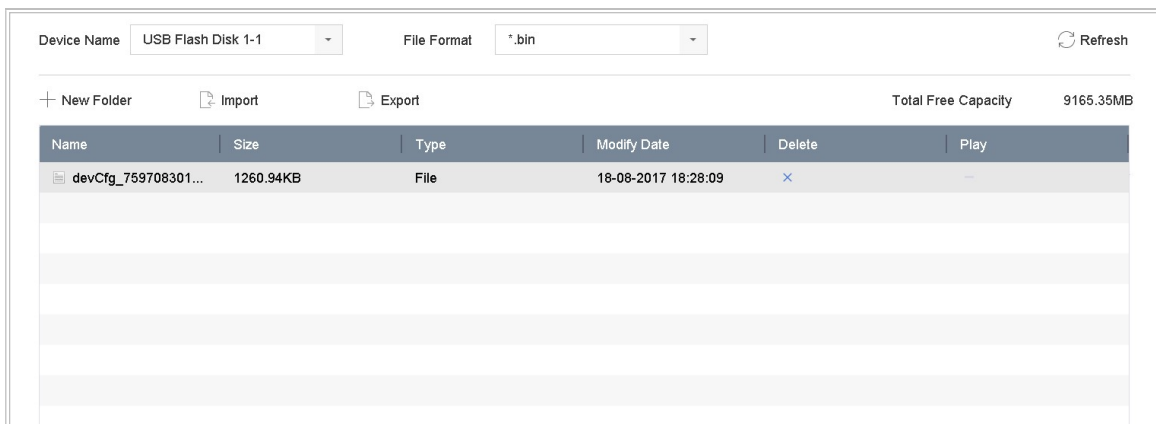 Device Name USB Flash Disk 1-1 File Format *.bin Refresh
New Folder Import Export Total Free Capacity 9165.35MB
Name Size Type Modify Date Delete Play
devCfg_759708301... 1260.94KB File 18-08-2017 18:28:09